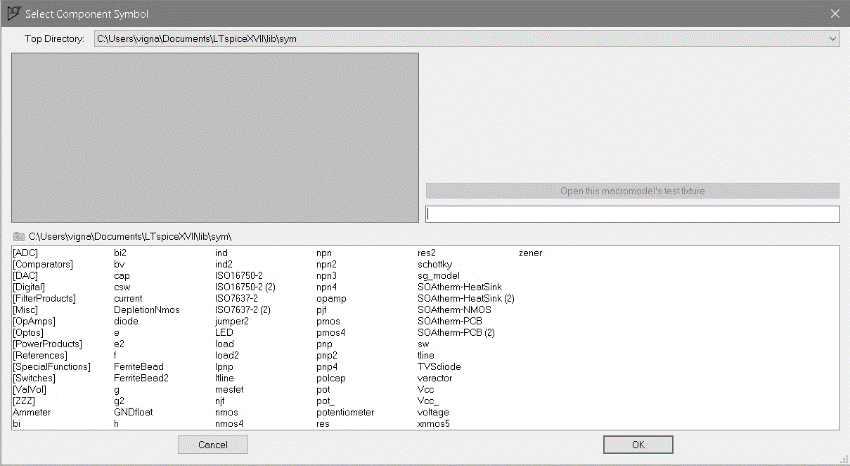 Select Component Symbol
Top Directory: C:\Users\vigna\Documents\LTspiceXVII\lib\sym
Open this macromodel's test fixture
C:\Users\vigna\Documents\LTspiceXVII\lib\sym\
[ADC] bi2 ind npn res2 zener
[Comparators] bv ind2 npn2 schottky
[DAC] cap ISO16750-2 npn3 sg_model
[Digital] csw ISO16750-2 (2) npn4 SOAtherm-HeatSink
[FilterProducts] current ISO7637-2 opamp SOAtherm-HeatSink (2)
[Misc] DepletionNmos ISO7637-2 (2) pjf SOAtherm-NMOS
[OpAmps] diode jumper2 pmos SOAtherm-PCB
[Optos] e LED pmos4 SOAtherm-PCB (2)
[PowerProducts] e2 load pnp sw
[References] f load2 pnp2 tline
[SpecialFunctions] FerriteBead lpnp pnp4 TVSdiode
[Switches] FerriteBead2 ltline polcap varactor
[ValVol] g mesfet pot Vcc
[ZZZ] g2 njf pot_ Vcc_
Ammeter GNDfloat nmos potentiometer voltage
bi h nmos4 res xnmos5
Cancel OK